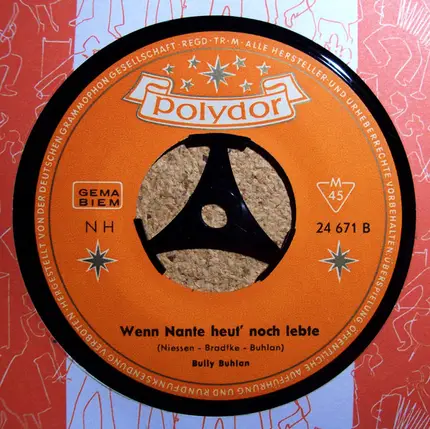 HERGESTELLT VON DER DEUTSCHEN GRAMMOPHON GESELLSCHAFT · REGD · TR · M · ALLE HERSTELLER UND URHEBERRECHTE VORBEHALTEN · ÜBERSPIELUNG, ÖFFENTLICHE AUFFÜHRUNG UND RUNDFUNKSENDUNG VERBOTEN ·
Polydor
GEMA
BIEM
NH
M
45
24 671 B
Wenn Nante heut' noch lebte
(Niessen - Bradtke - Buhlan)
Bully Buhlan